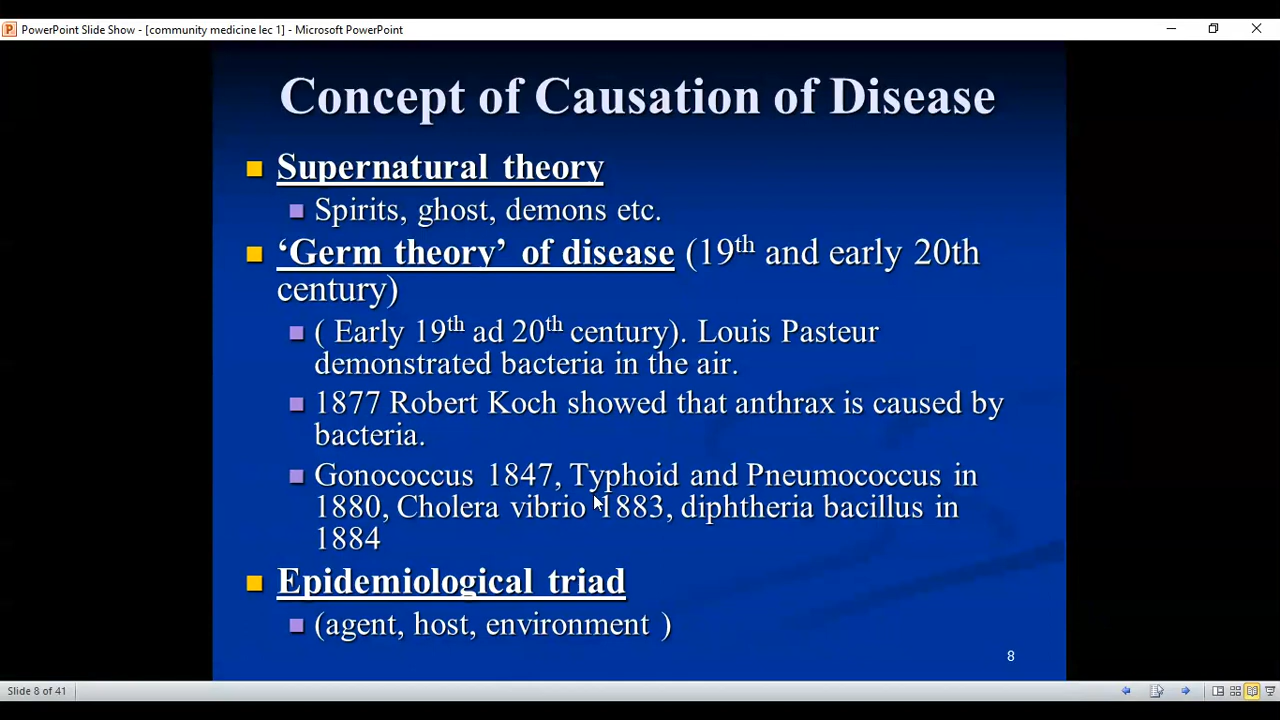 PowerPoint Slide Show - [community medicine lec 1] - Microsoft PowerPoint
Concept of Causation of Disease
Supernatural theory
Spirits, ghost, demons etc.
‘Germ theory’ of disease (19th and early 20th
century)
( Early 19th ad 20th century). Louis Pasteur
demonstrated bacteria in the air.
1877 Robert Koch showed that anthrax is caused by
bacteria.
Gonococcus 1847, Typhoid and Pneumococcus in
1880, Cholera vibrio 1883, diphtheria bacillus in
1884
Epidemiological triad
(agent, host, environment )
8
Slide 8 of 41